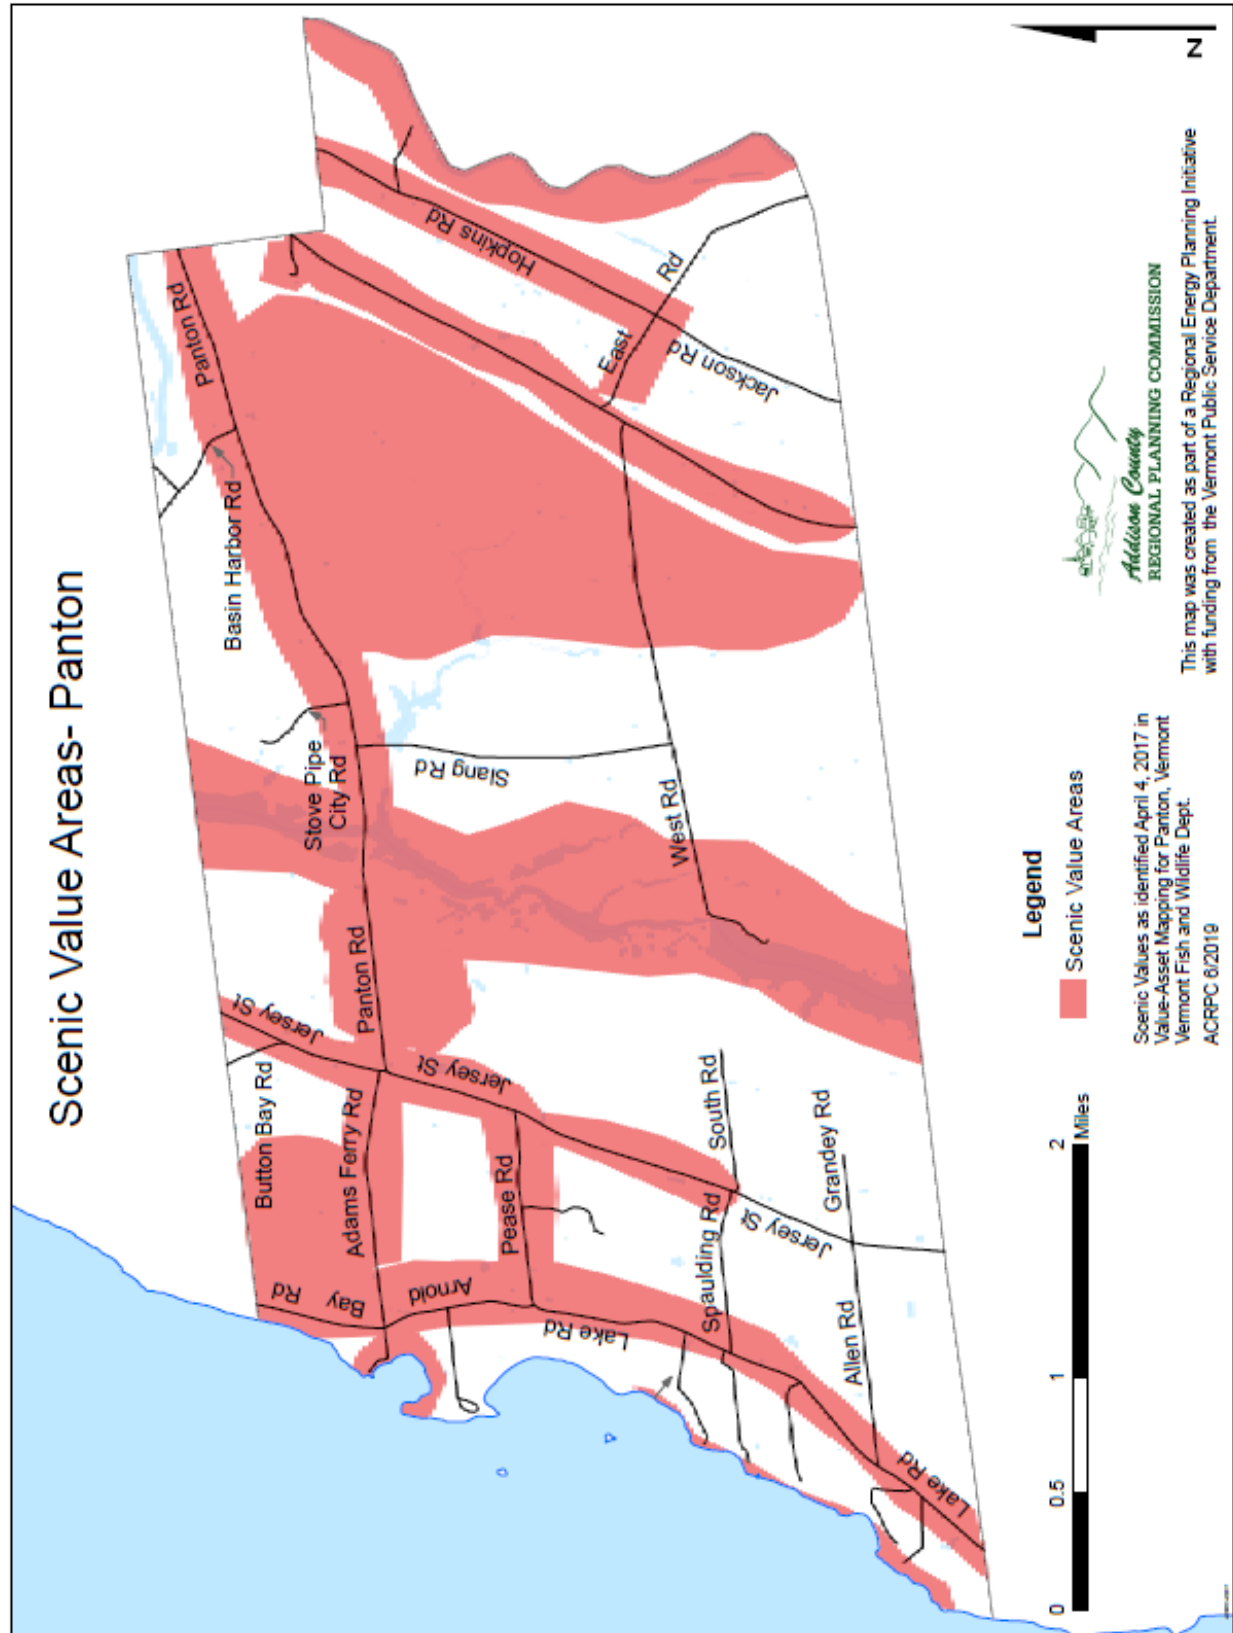 Scenic Value Areas- Panton
Panton Rd
Basin Harbor Rd
Hopkins Rd
East
Rd
Jackson Rd
Stove Pipe
City Rd
Slang Rd
West Rd
Panton Rd
Jersey St
Jersey St
Button Bay Rd
Adams Ferry Rd
Pease Rd
Arnold
Bay
Rd
Lake Rd
Spaulding Rd
South Rd
Jersey St
Grandey Rd
Allen Rd
Lake Rd
0
0.5
1
2
Miles
Legend
Scenic Value Areas
Scenic Values as identified April 4, 2017 in
Value-Asset Mapping for Panton, Vermont
Vermont Fish and Wildlife Dept.
ACRPC 6/2019
Addison County
REGIONAL PLANNING COMMISSION
This map was created as part of a Regional Energy Planning Initiative
with funding from the Vermont Public Service Department.
N